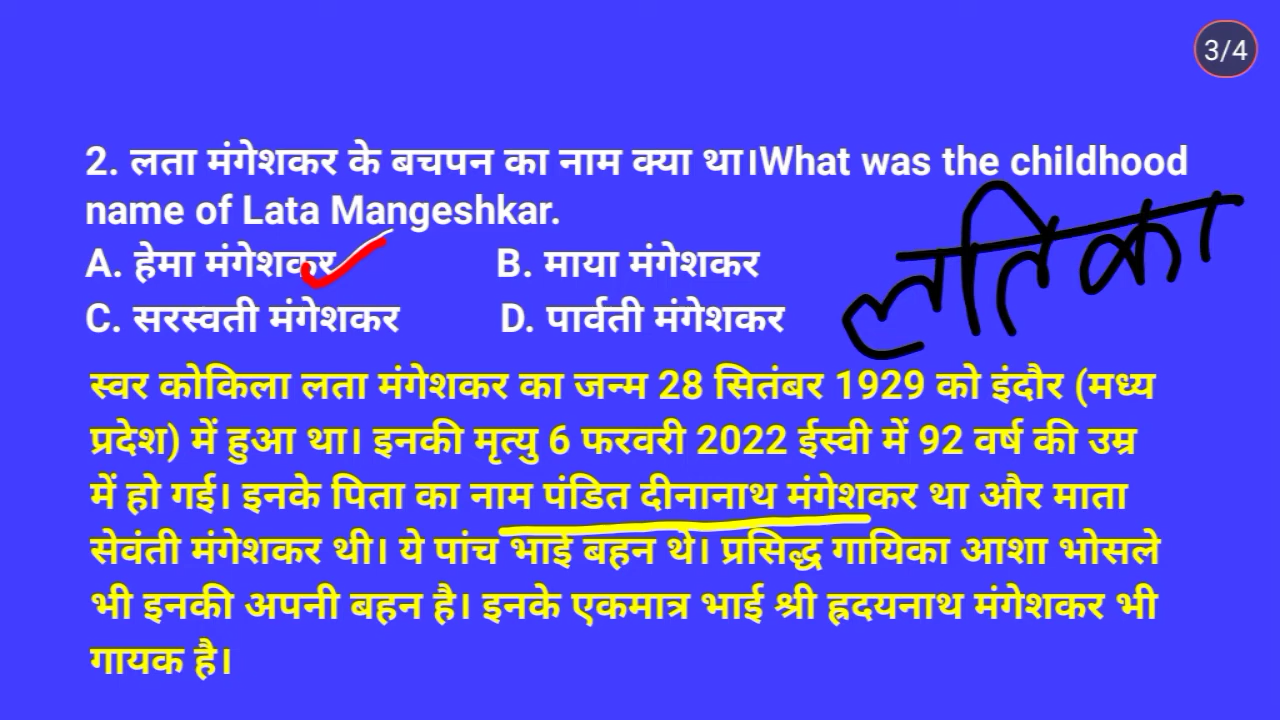 3/4
2. लता मंगेशकर के बचपन का नाम क्या था।What was the childhood
name of Lata Mangeshkar.
A. हेमा मंगेशकर B. माया मंगेशकर
C. सरस्वती मंगेशकर D. पार्वती मंगेशकर
लतिका
स्वर कोकिला लता मंगेशकर का जन्म 28 सितंबर 1929 को इंदौर (मध्य
प्रदेश) में हुआ था। इनकी मृत्यु 6 फरवरी 2022 ईस्वी में 92 वर्ष की उम्र
में हो गई। इनके पिता का नाम पंडित दीनानाथ मंगेशकर था और माता
सेवंती मंगेशकर थी। ये पांच भाई बहन थे। प्रसिद्ध गायिका आशा भोसले
भी इनकी अपनी बहन है। इनके एकमात्र भाई श्री ह्रदयनाथ मंगेशकर भी
गायक है।